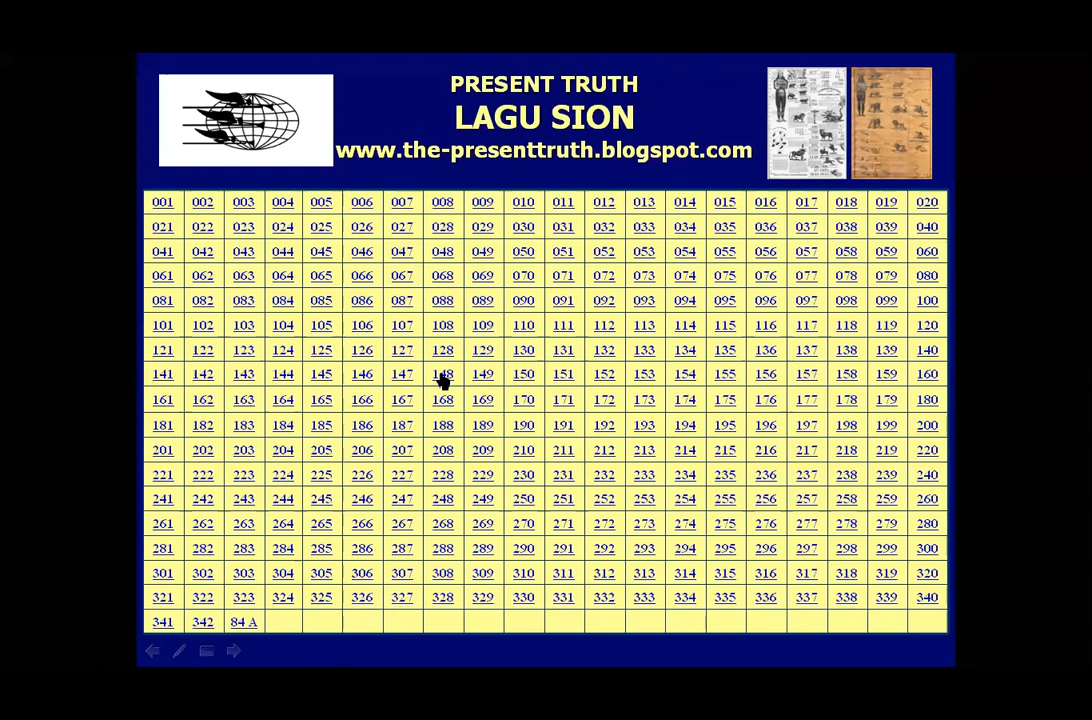 PRESENT TRUTH
LAGU SION
www.the-presenttruth.blogspot.com
001 002 003 004 005 006 007 008 009 010 011 012 013 014 015 016 017 018 019 020
021 022 023 024 025 026 027 028 029 030 031 032 033 034 035 036 037 038 039 040
041 042 043 044 045 046 047 048 049 050 051 052 053 054 055 056 057 058 059 060
061 062 063 064 065 066 067 068 069 070 071 072 073 074 075 076 077 078 079 080
081 082 083 084 085 086 087 088 089 090 091 092 093 094 095 096 097 098 099 100
101 102 103 104 105 106 107 108 109 110 111 112 113 114 115 116 117 118 119 120
121 122 123 124 125 126 127 128 129 130 131 132 133 134 135 136 137 138 139 140
141 142 143 144 145 146 147 148 149 150 151 152 153 154 155 156 157 158 159 160
161 162 163 164 165 166 167 168 169 170 171 172 173 174 175 176 177 178 179 180
181 182 183 184 185 186 187 188 189 190 191 192 193 194 195 196 197 198 199 200
201 202 203 204 205 206 207 208 209 210 211 212 213 214 215 216 217 218 219 220
221 222 223 224 225 226 227 228 229 230 231 232 233 234 235 236 237 238 239 240
241 242 243 244 245 246 247 248 249 250 251 252 253 254 255 256 257 258 259 260
261 262 263 264 265 266 267 268 269 270 271 272 273 274 275 276 277 278 279 280
281 282 283 284 285 286 287 288 289 290 291 292 293 294 295 296 297 298 299 300
301 302 303 304 305 306 307 308 309 310 311 312 313 314 315 316 317 318 319 320
321 322 323 324 325 326 327 328 329 330 331 332 333 334 335 336 337 338 339 340
341 342 84 A